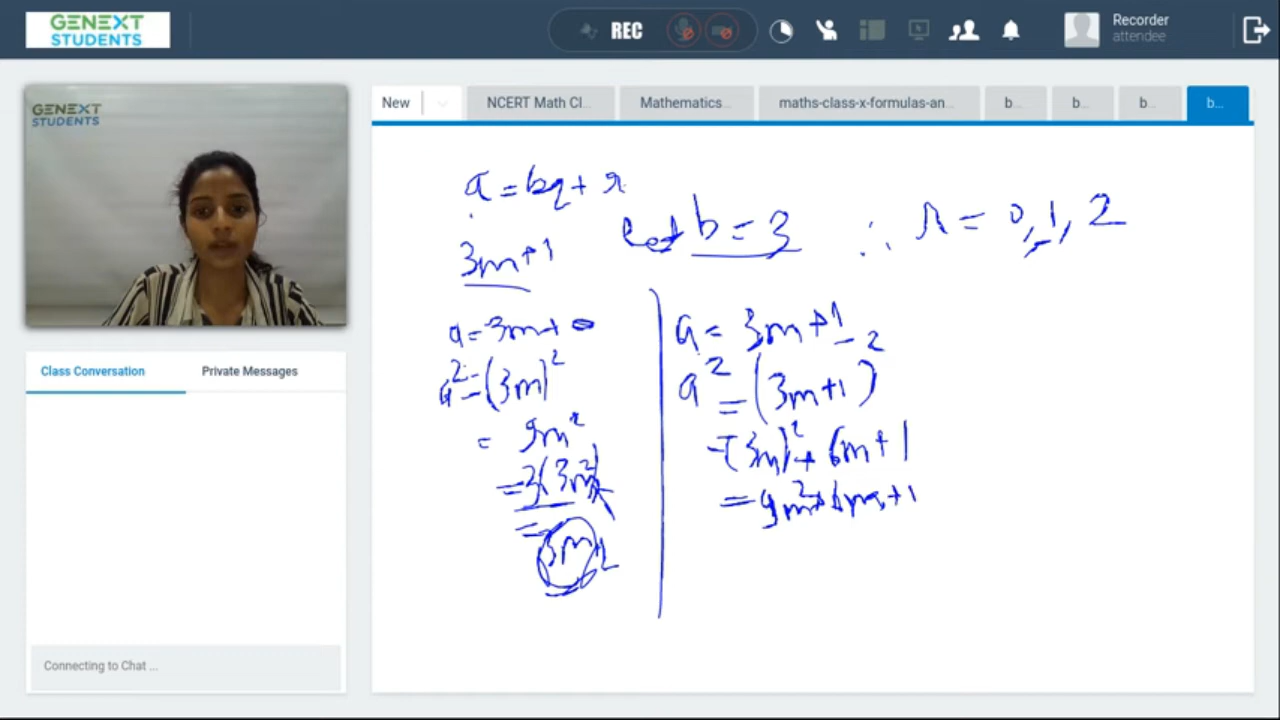 GENEXT
STUDENTS
REC
Recorder
attendee
GENEXT
STUDENTS
New
NCERT Math Cl...
Mathematics...
maths-class-x-formulas-an...
b...
b...
b...
b...
a = bq + r
let b = 3 ∴ r = 0, 1, 2
3m+1
a = 3m + 0
a² = (3m)²
= 9m²
= 3(3m²)
= 3m
a = 3m + 1
a² = (3m+1)²
= (3m)² + 6m + 1
= 9m² + 6m + 1
Class Conversation
Private Messages
Connecting to Chat ...